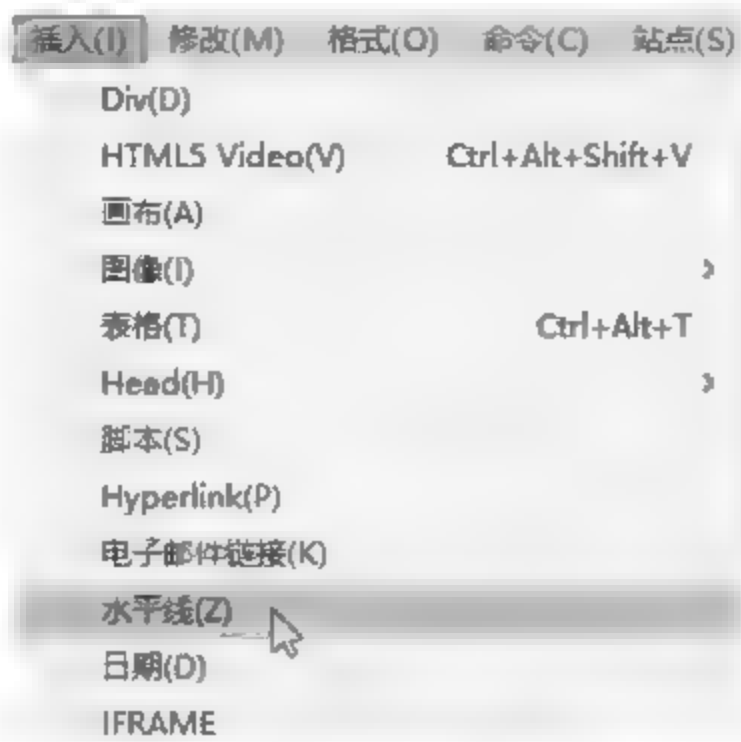 插入(I) 修改(M) 格式(O) 命令(C) 站点(S)
Div(D)
HTML5 Video(V) Ctrl+Alt+Shift+V
画布(A)
图像(I)
表格(T) Ctrl+Alt+T
Head(H)
脚本(S)
Hyperlink(P)
电子邮件链接(K)
水平线(Z)
日期(D)
IFRAME